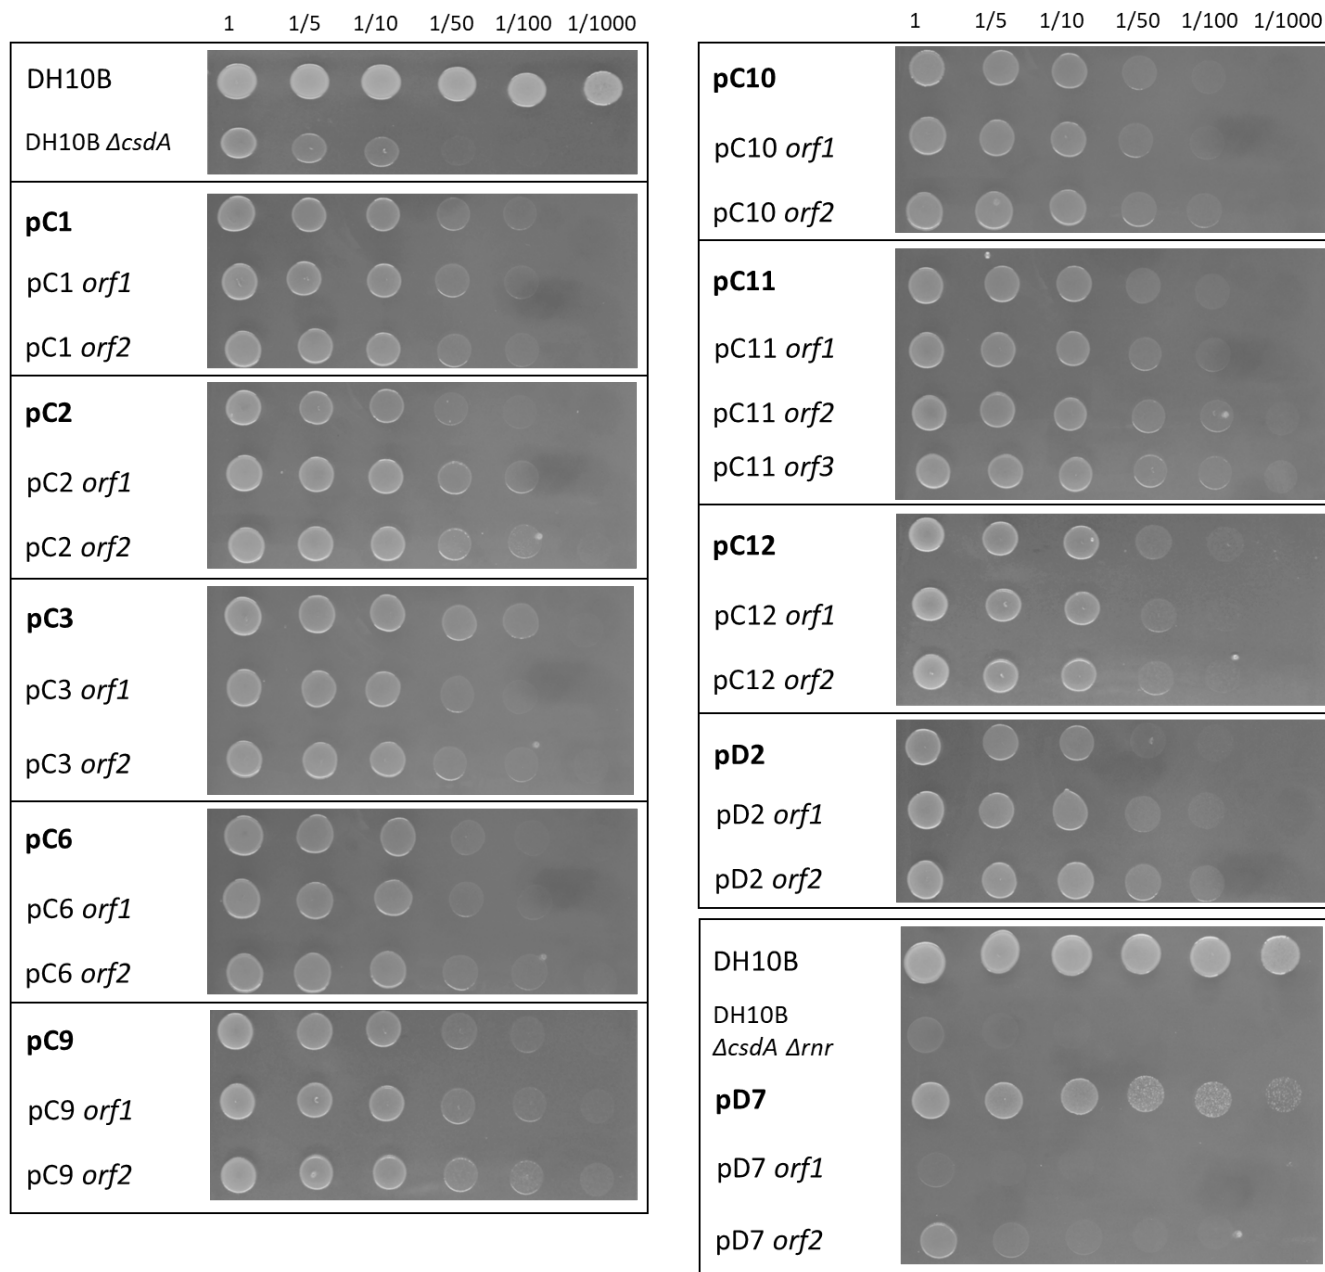 1 1/5 1/10 1/50 1/100 1/1000
DH10B
DH10B ΔcsdA
pC1
pC1 orf1
pC1 orf2
pC2
pC2 orf1
pC2 orf2
pC3
pC3 orf1
pC3 orf2
pC6
pC6 orf1
pC6 orf2
pC9
pC9 orf1
pC9 orf2
1 1/5 1/10 1/50 1/100 1/1000
pC10
pC10 orf1
pC10 orf2
pC11
pC11 orf1
pC11 orf2
pC11 orf3
pC12
pC12 orf1
pC12 orf2
pD2
pD2 orf1
pD2 orf2
DH10B
DH10B
ΔcsdA Δrnr
pD7
pD7 orf1
pD7 orf2